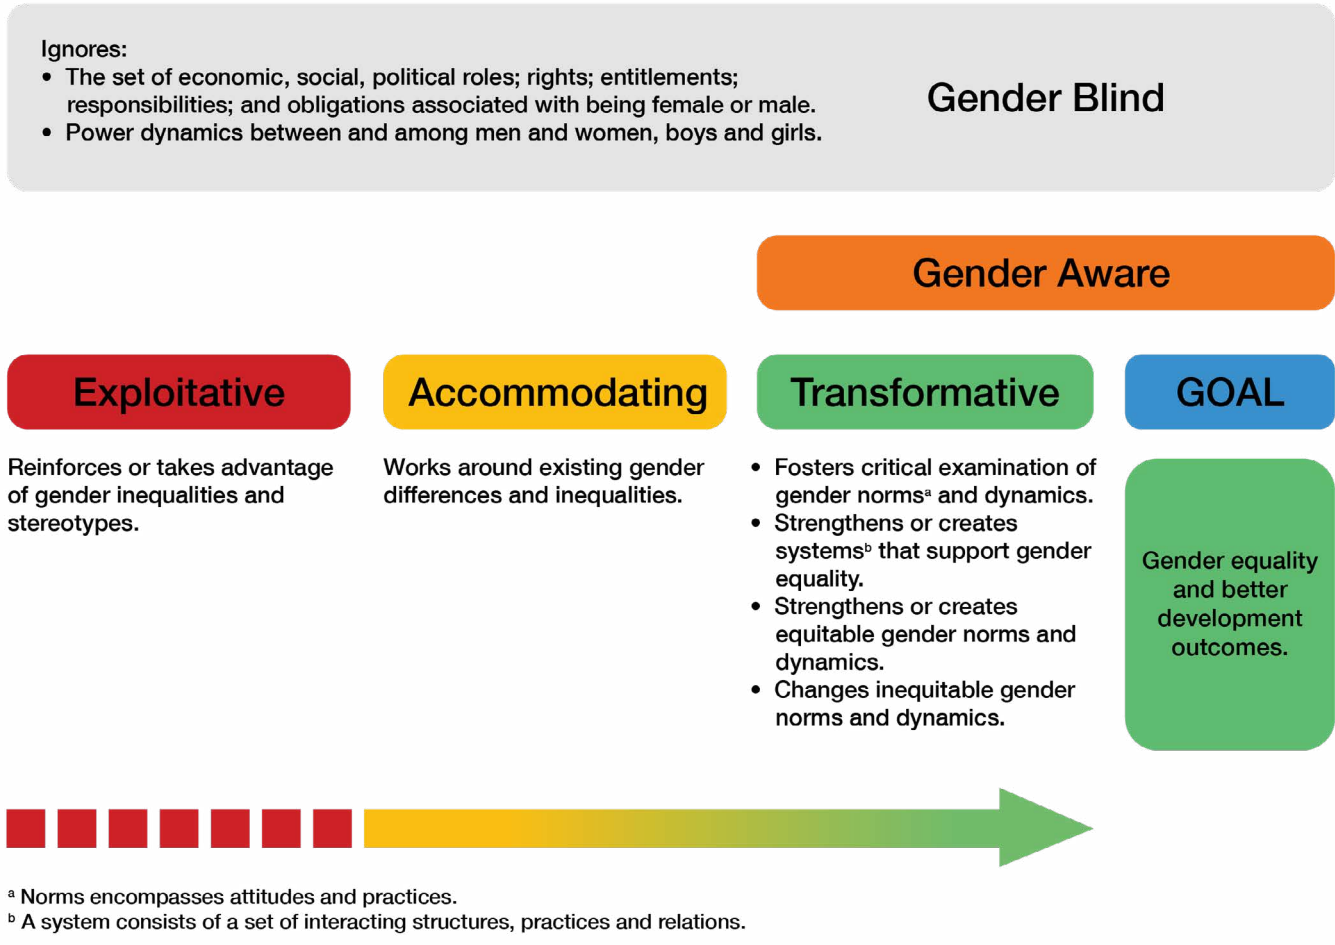 Ignores:
• The set of economic, social, political roles; rights; entitlements;
responsibilities; and obligations associated with being female or male.
• Power dynamics between and among men and women, boys and girls.
Gender Blind
Gender Aware
Exploitative
Reinforces or takes advantage
of gender inequalities and
stereotypes.
Accommodating
Works around existing gender
differences and inequalities.
Transformative
• Fosters critical examination of
gender normsᵃ and dynamics.
• Strengthens or creates
systemsᵇ that support gender
equality.
• Strengthens or creates
equitable gender norms and
dynamics.
• Changes inequitable gender
norms and dynamics.
GOAL
Gender equality
and better
development
outcomes.
ᵃ Norms encompasses attitudes and practices.
ᵇ A system consists of a set of interacting structures, practices and relations.